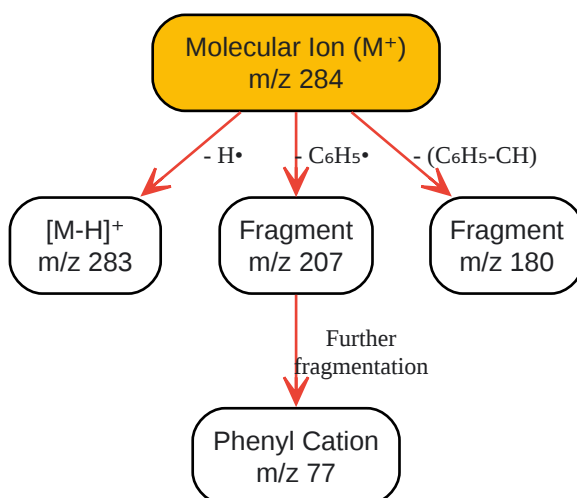 Molecular Ion (M⁺)
m/z 284
- H•
- C₆H₅•
- (C₆H₅-CH)
[M-H]⁺
m/z 283
Fragment
m/z 207
Fragment
m/z 180
Further
fragmentation
Phenyl Cation
m/z 77